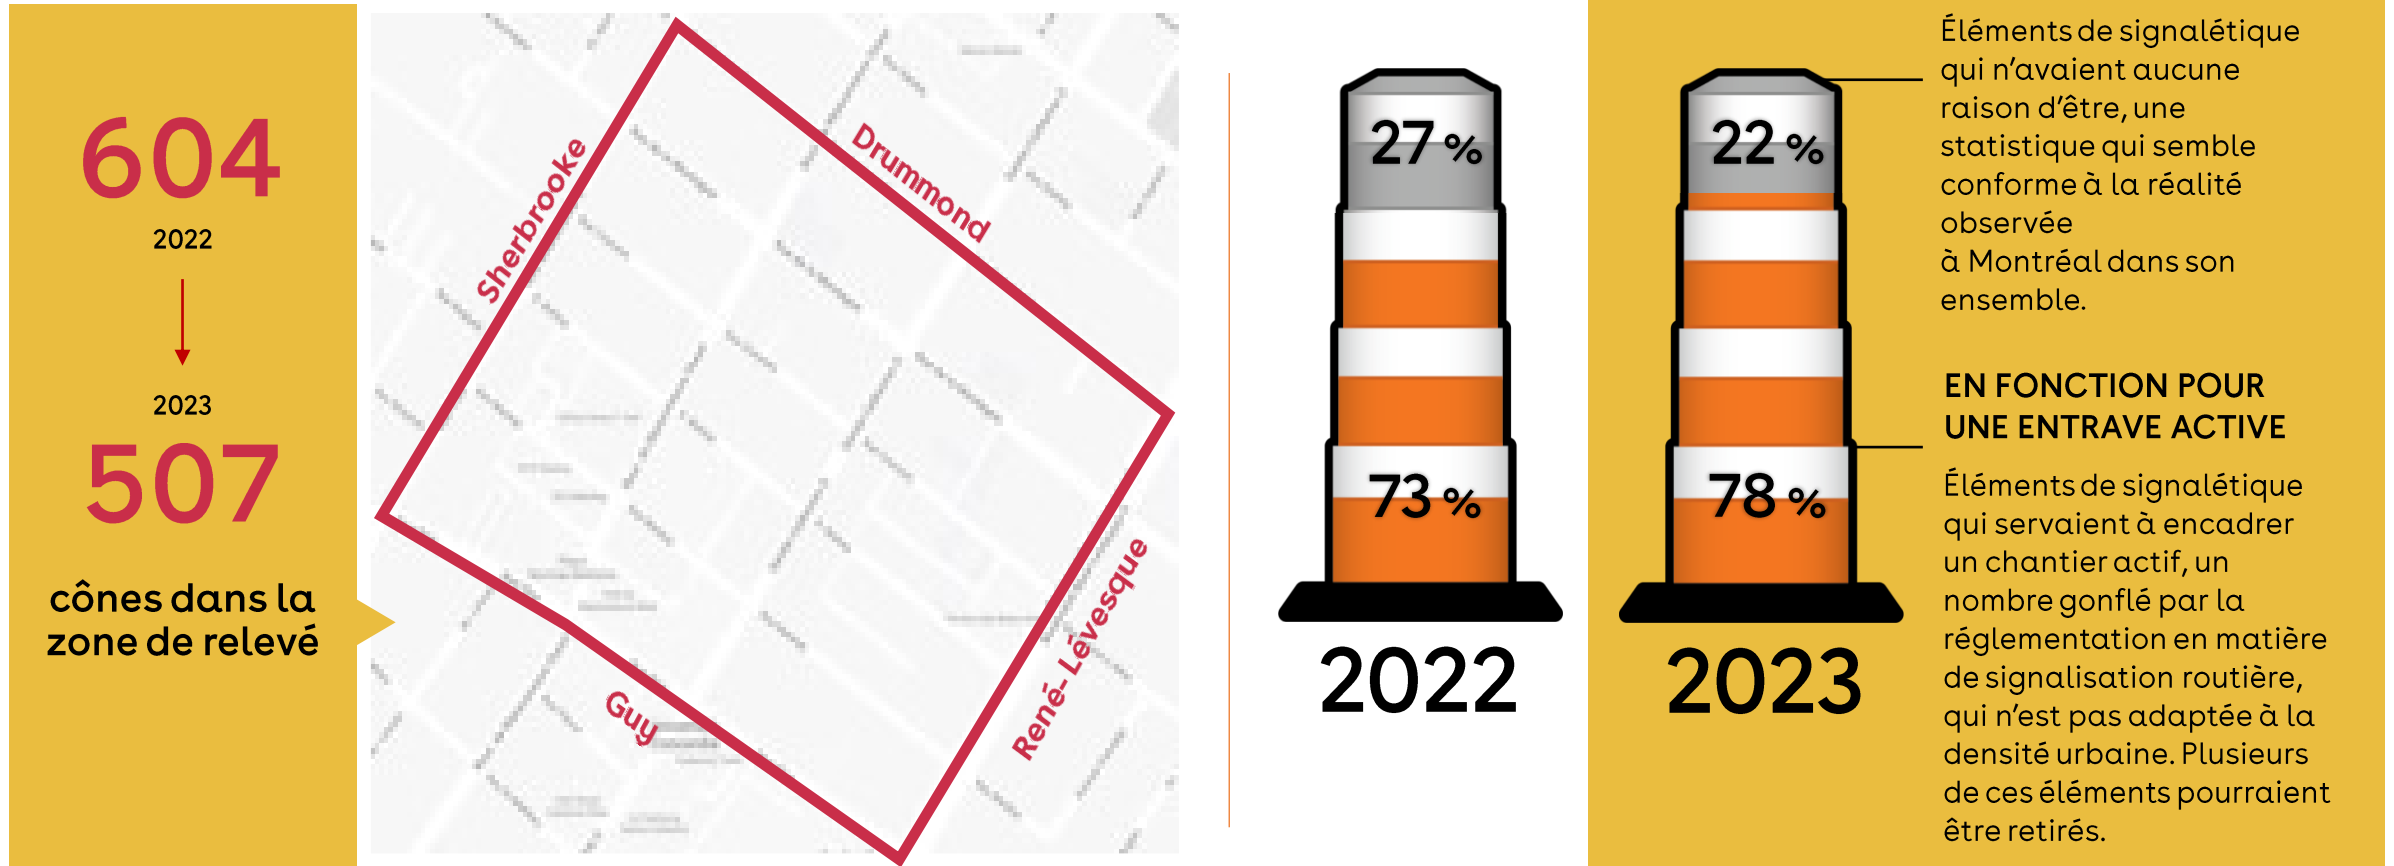 604
2022
2023
507
cônes dans la
zone de relevé
Sherbrooke
Drummond
Guy
René-Lévesque
27 %
73 %
2022
22 %
78 %
2023
Éléments de signalétique
qui n'avaient aucune
raison d'être, une
statistique qui semble
conforme à la réalité
observée
à Montréal dans son
ensemble.
EN FONCTION POUR
UNE ENTRAVE ACTIVE
Éléments de signalétique
qui servaient à encadrer
un chantier actif, un
nombre gonflé par la
réglementation en matière
de signalisation routière,
qui n'est pas adaptée à la
densité urbaine. Plusieurs
de ces éléments pourraient
être retirés.